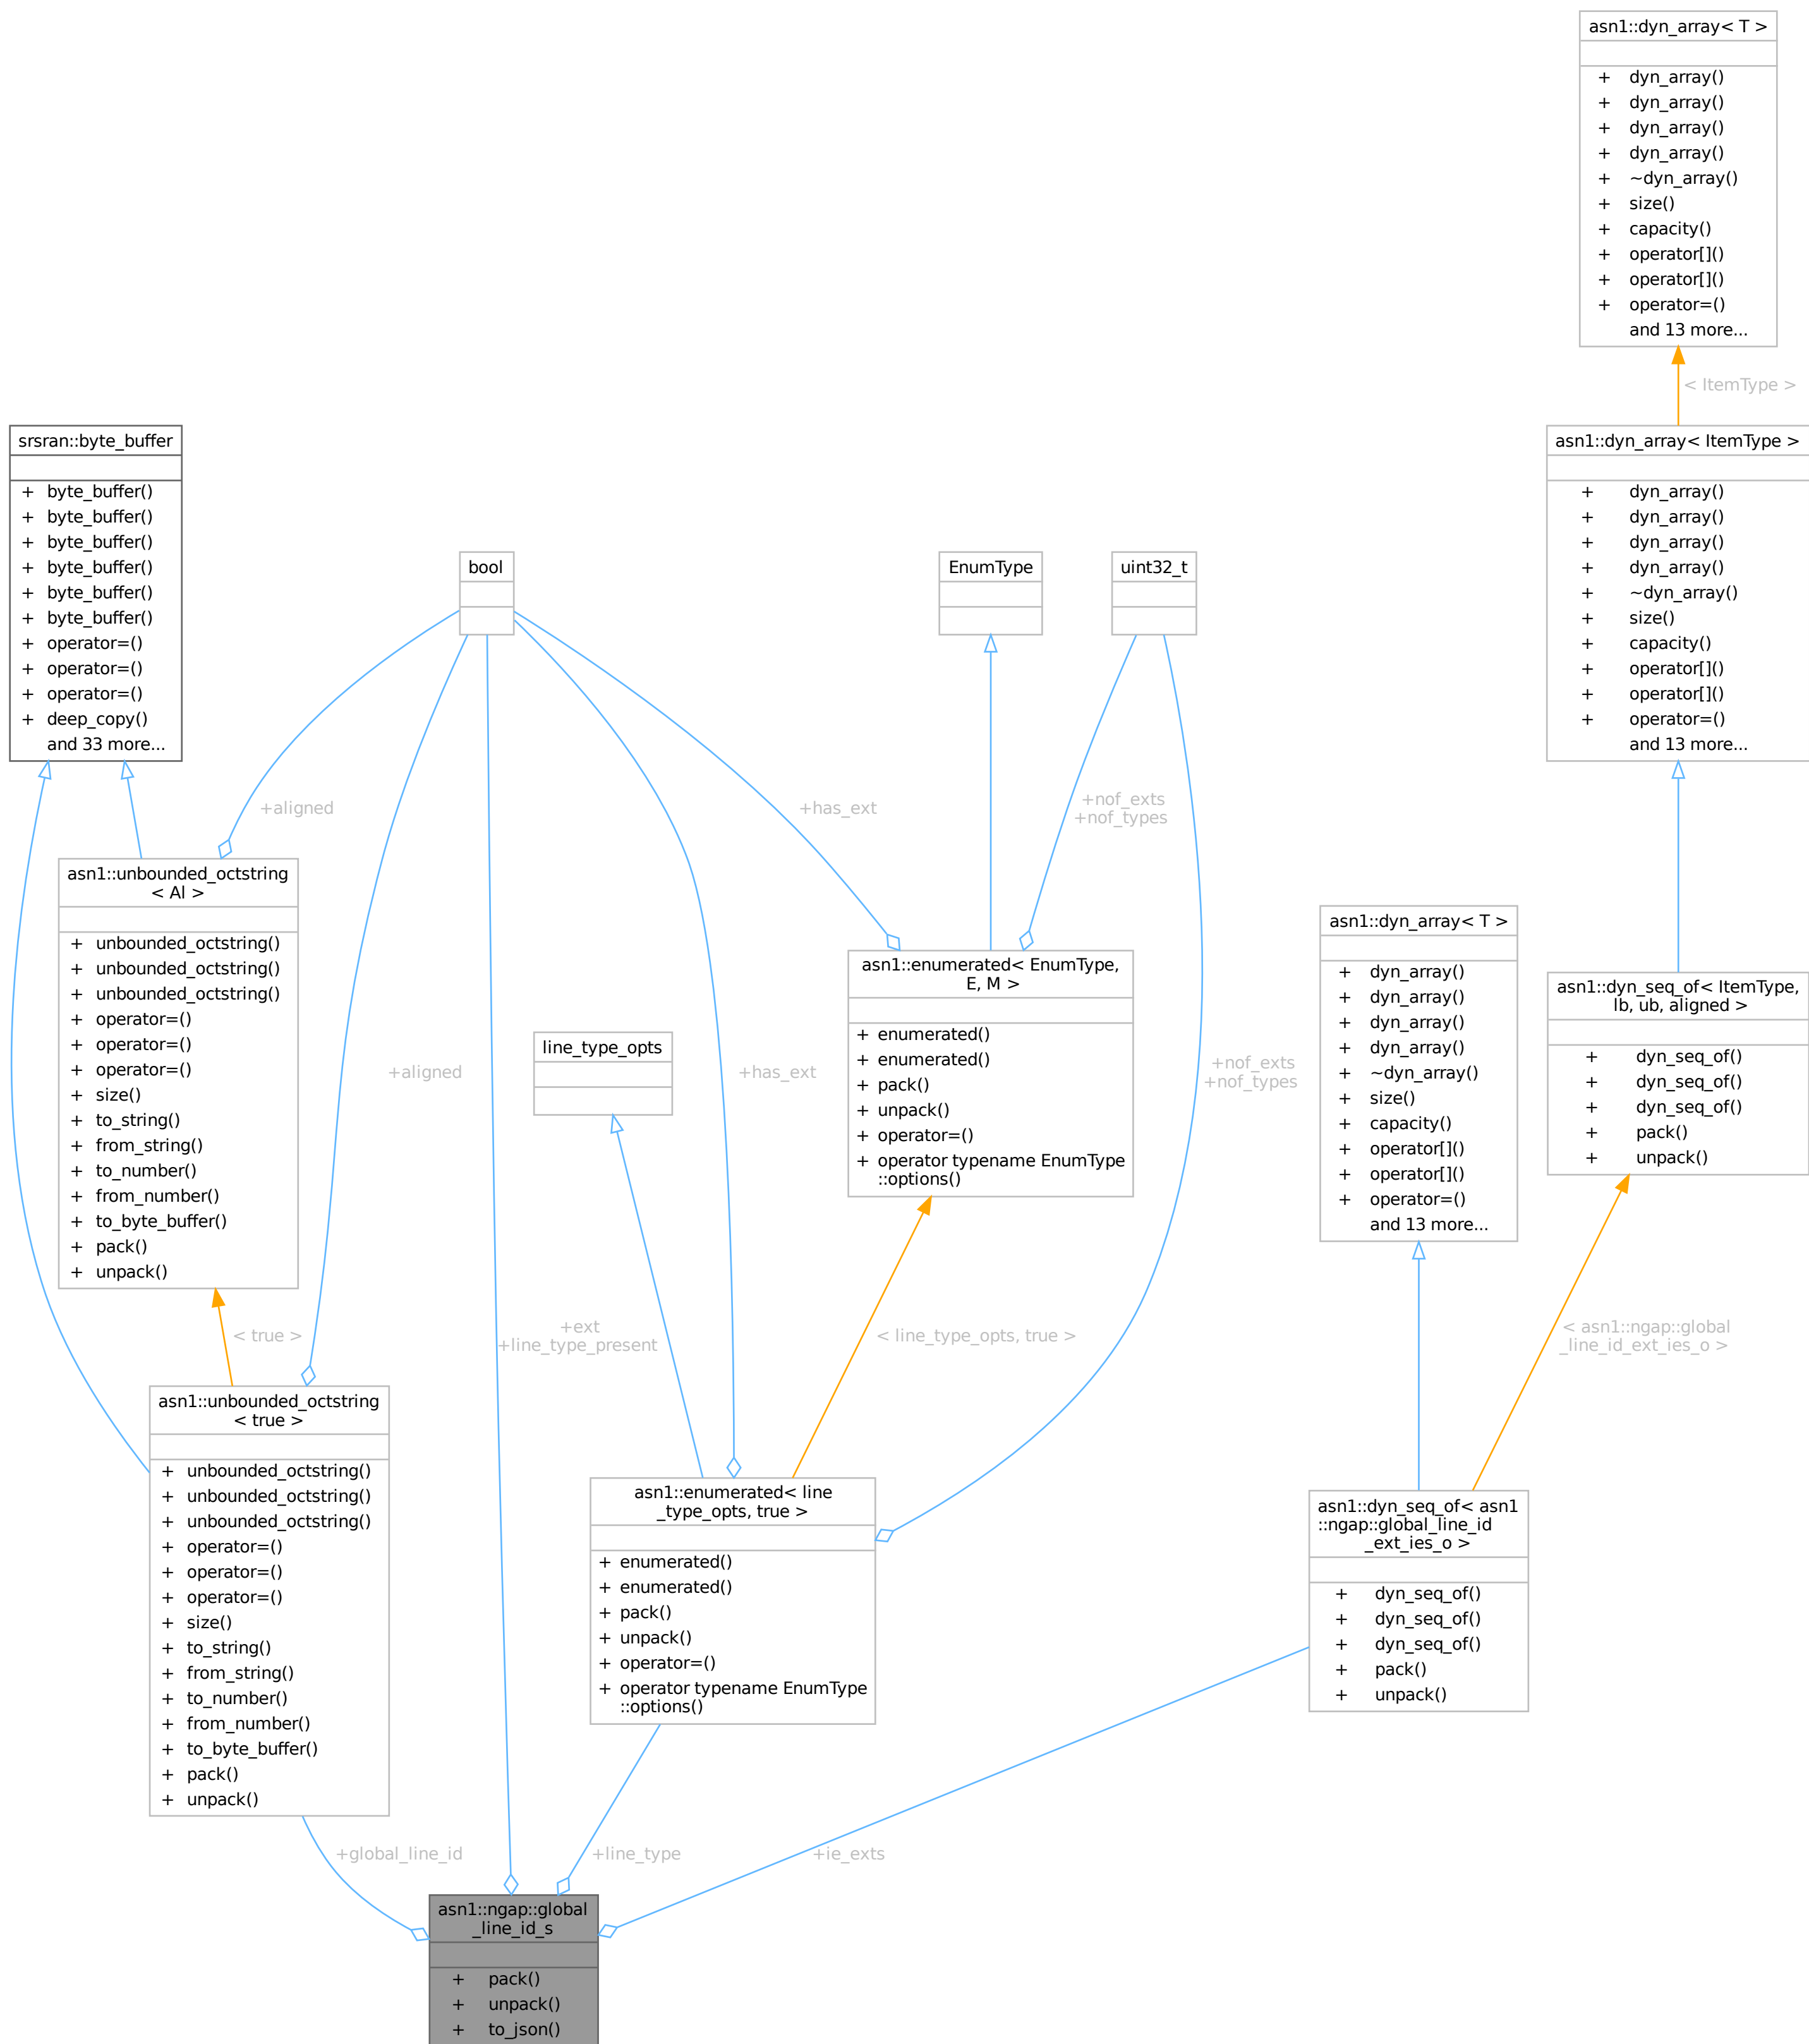 asn1::dyn_array< T >
+ dyn_array()
+ dyn_array()
+ dyn_array()
+ dyn_array()
+ ~dyn_array()
+ size()
+ capacity()
+ operator[]()
+ operator[]()
+ operator=()
and 13 more...
< ItemType >
srsran::byte_buffer
+ byte_buffer()
+ byte_buffer()
+ byte_buffer()
+ byte_buffer()
+ byte_buffer()
+ byte_buffer()
+ operator=()
+ operator=()
+ operator=()
+ deep_copy()
and 33 more...
asn1::dyn_array< ItemType >
+ dyn_array()
+ dyn_array()
+ dyn_array()
+ dyn_array()
+ ~dyn_array()
+ size()
+ capacity()
+ operator[]()
+ operator[]()
+ operator=()
and 13 more...
bool
EnumType
uint32_t
+aligned
+has_ext
+nof_exts
+nof_types
asn1::unbounded_octstring
< Al >
+ unbounded_octstring()
+ unbounded_octstring()
+ unbounded_octstring()
+ operator=()
+ operator=()
+ operator=()
+ size()
+ to_string()
+ from_string()
+ to_number()
+ from_number()
+ to_byte_buffer()
+ pack()
+ unpack()
+aligned
line_type_opts
+has_ext
asn1::enumerated< EnumType,
E, M >
+ enumerated()
+ enumerated()
+ pack()
+ unpack()
+ operator=()
+ operator typename EnumType
::options()
+nof_exts
+nof_types
asn1::dyn_array< T >
+ dyn_array()
+ dyn_array()
+ dyn_array()
+ dyn_array()
+ ~dyn_array()
+ size()
+ capacity()
+ operator[]()
+ operator[]()
+ operator=()
and 13 more...
asn1::dyn_seq_of< ItemType,
lb, ub, aligned >
+ dyn_seq_of()
+ dyn_seq_of()
+ dyn_seq_of()
+ pack()
+ unpack()
< true >
+ext
+line_type_present
< line_type_opts, true >
< asn1::ngap::global
_line_id_ext_ies_o >
asn1::unbounded_octstring
< true >
+ unbounded_octstring()
+ unbounded_octstring()
+ unbounded_octstring()
+ operator=()
+ operator=()
+ operator=()
+ size()
+ to_string()
+ from_string()
+ to_number()
+ from_number()
+ to_byte_buffer()
+ pack()
+ unpack()
asn1::enumerated< line
_type_opts, true >
+ enumerated()
+ enumerated()
+ pack()
+ unpack()
+ operator=()
+ operator typename EnumType
::options()
asn1::dyn_seq_of< asn1
::ngap::global_line_id
_ext_ies_o >
+ dyn_seq_of()
+ dyn_seq_of()
+ dyn_seq_of()
+ pack()
+ unpack()
+global_line_id
+line_type
+ie_exts
asn1::ngap::global
_line_id_s
+ pack()
+ unpack()
+ to_json()